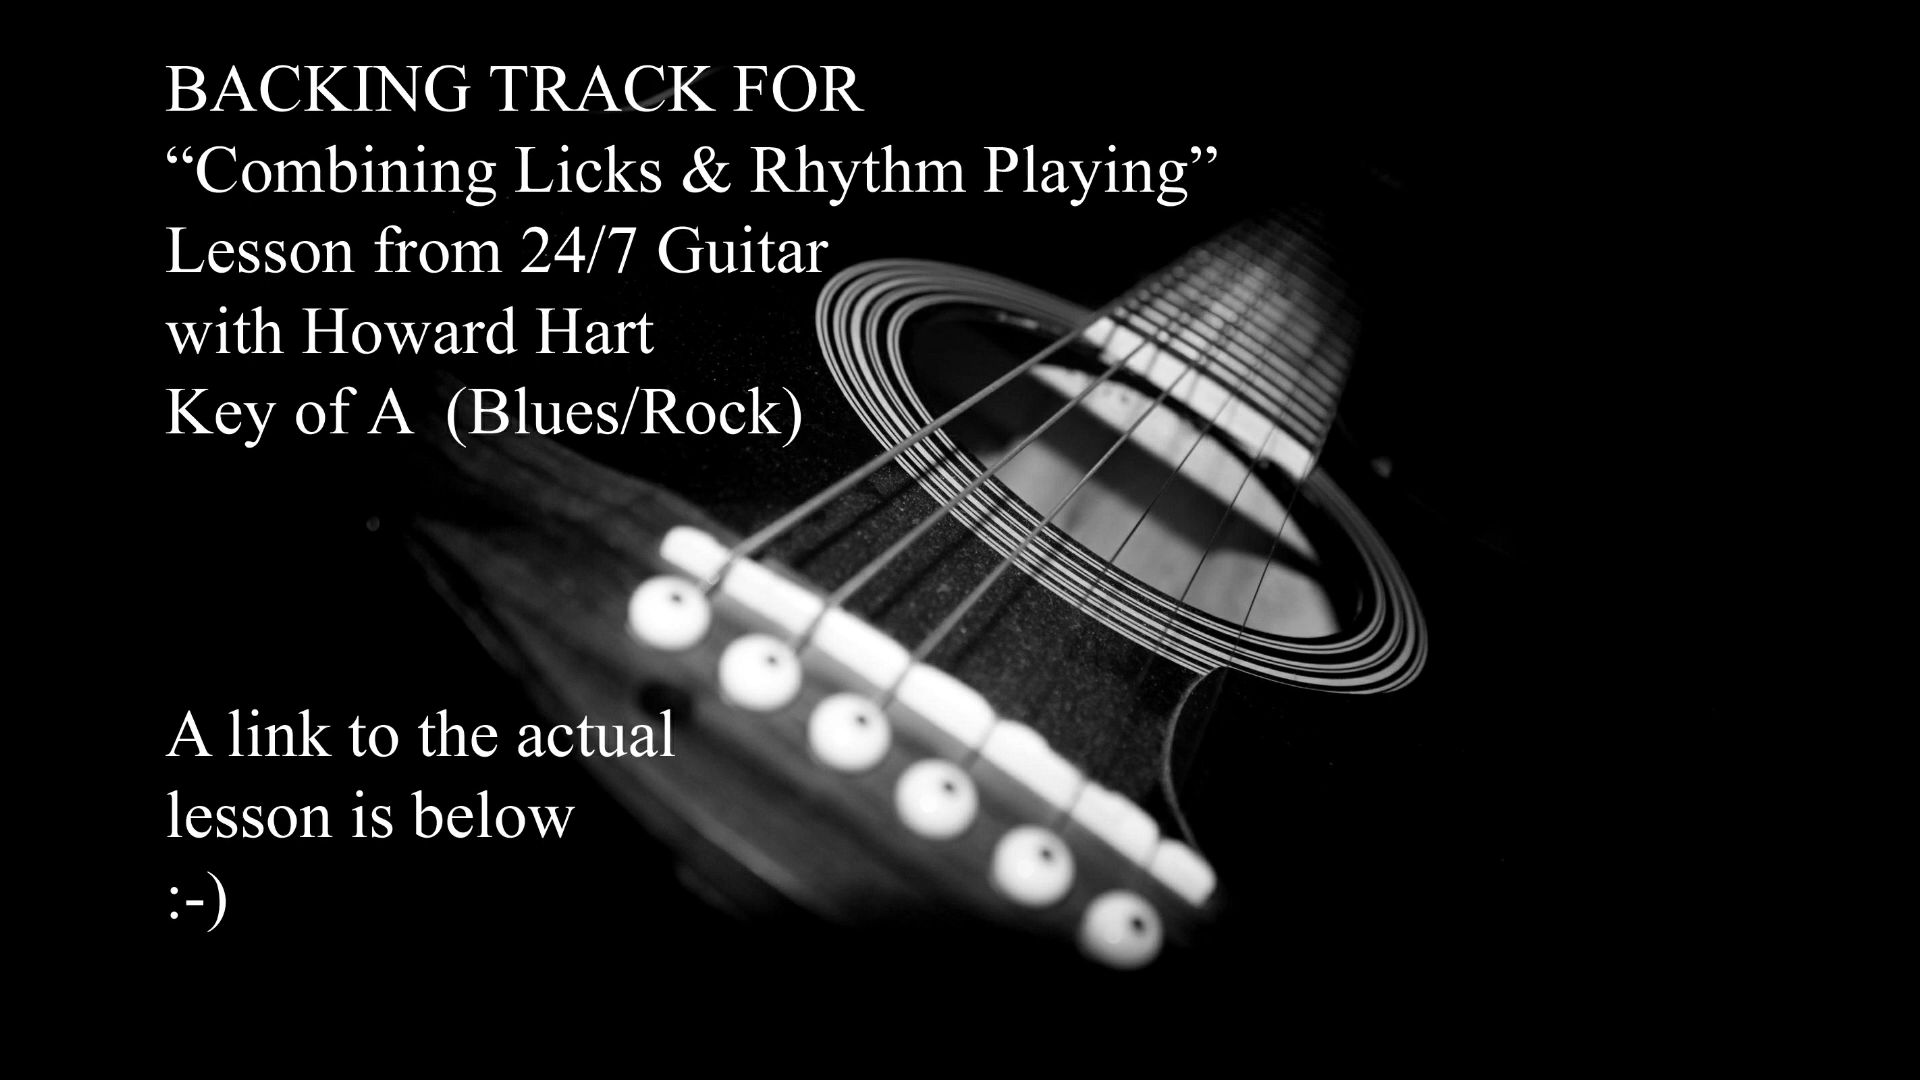 BACKING TRACK FOR
“Combining Licks & Rhythm Playing”
Lesson from 24/7 Guitar
with Howard Hart
Key of A  (Blues/Rock)
A link to the actual
lesson is below
:-)